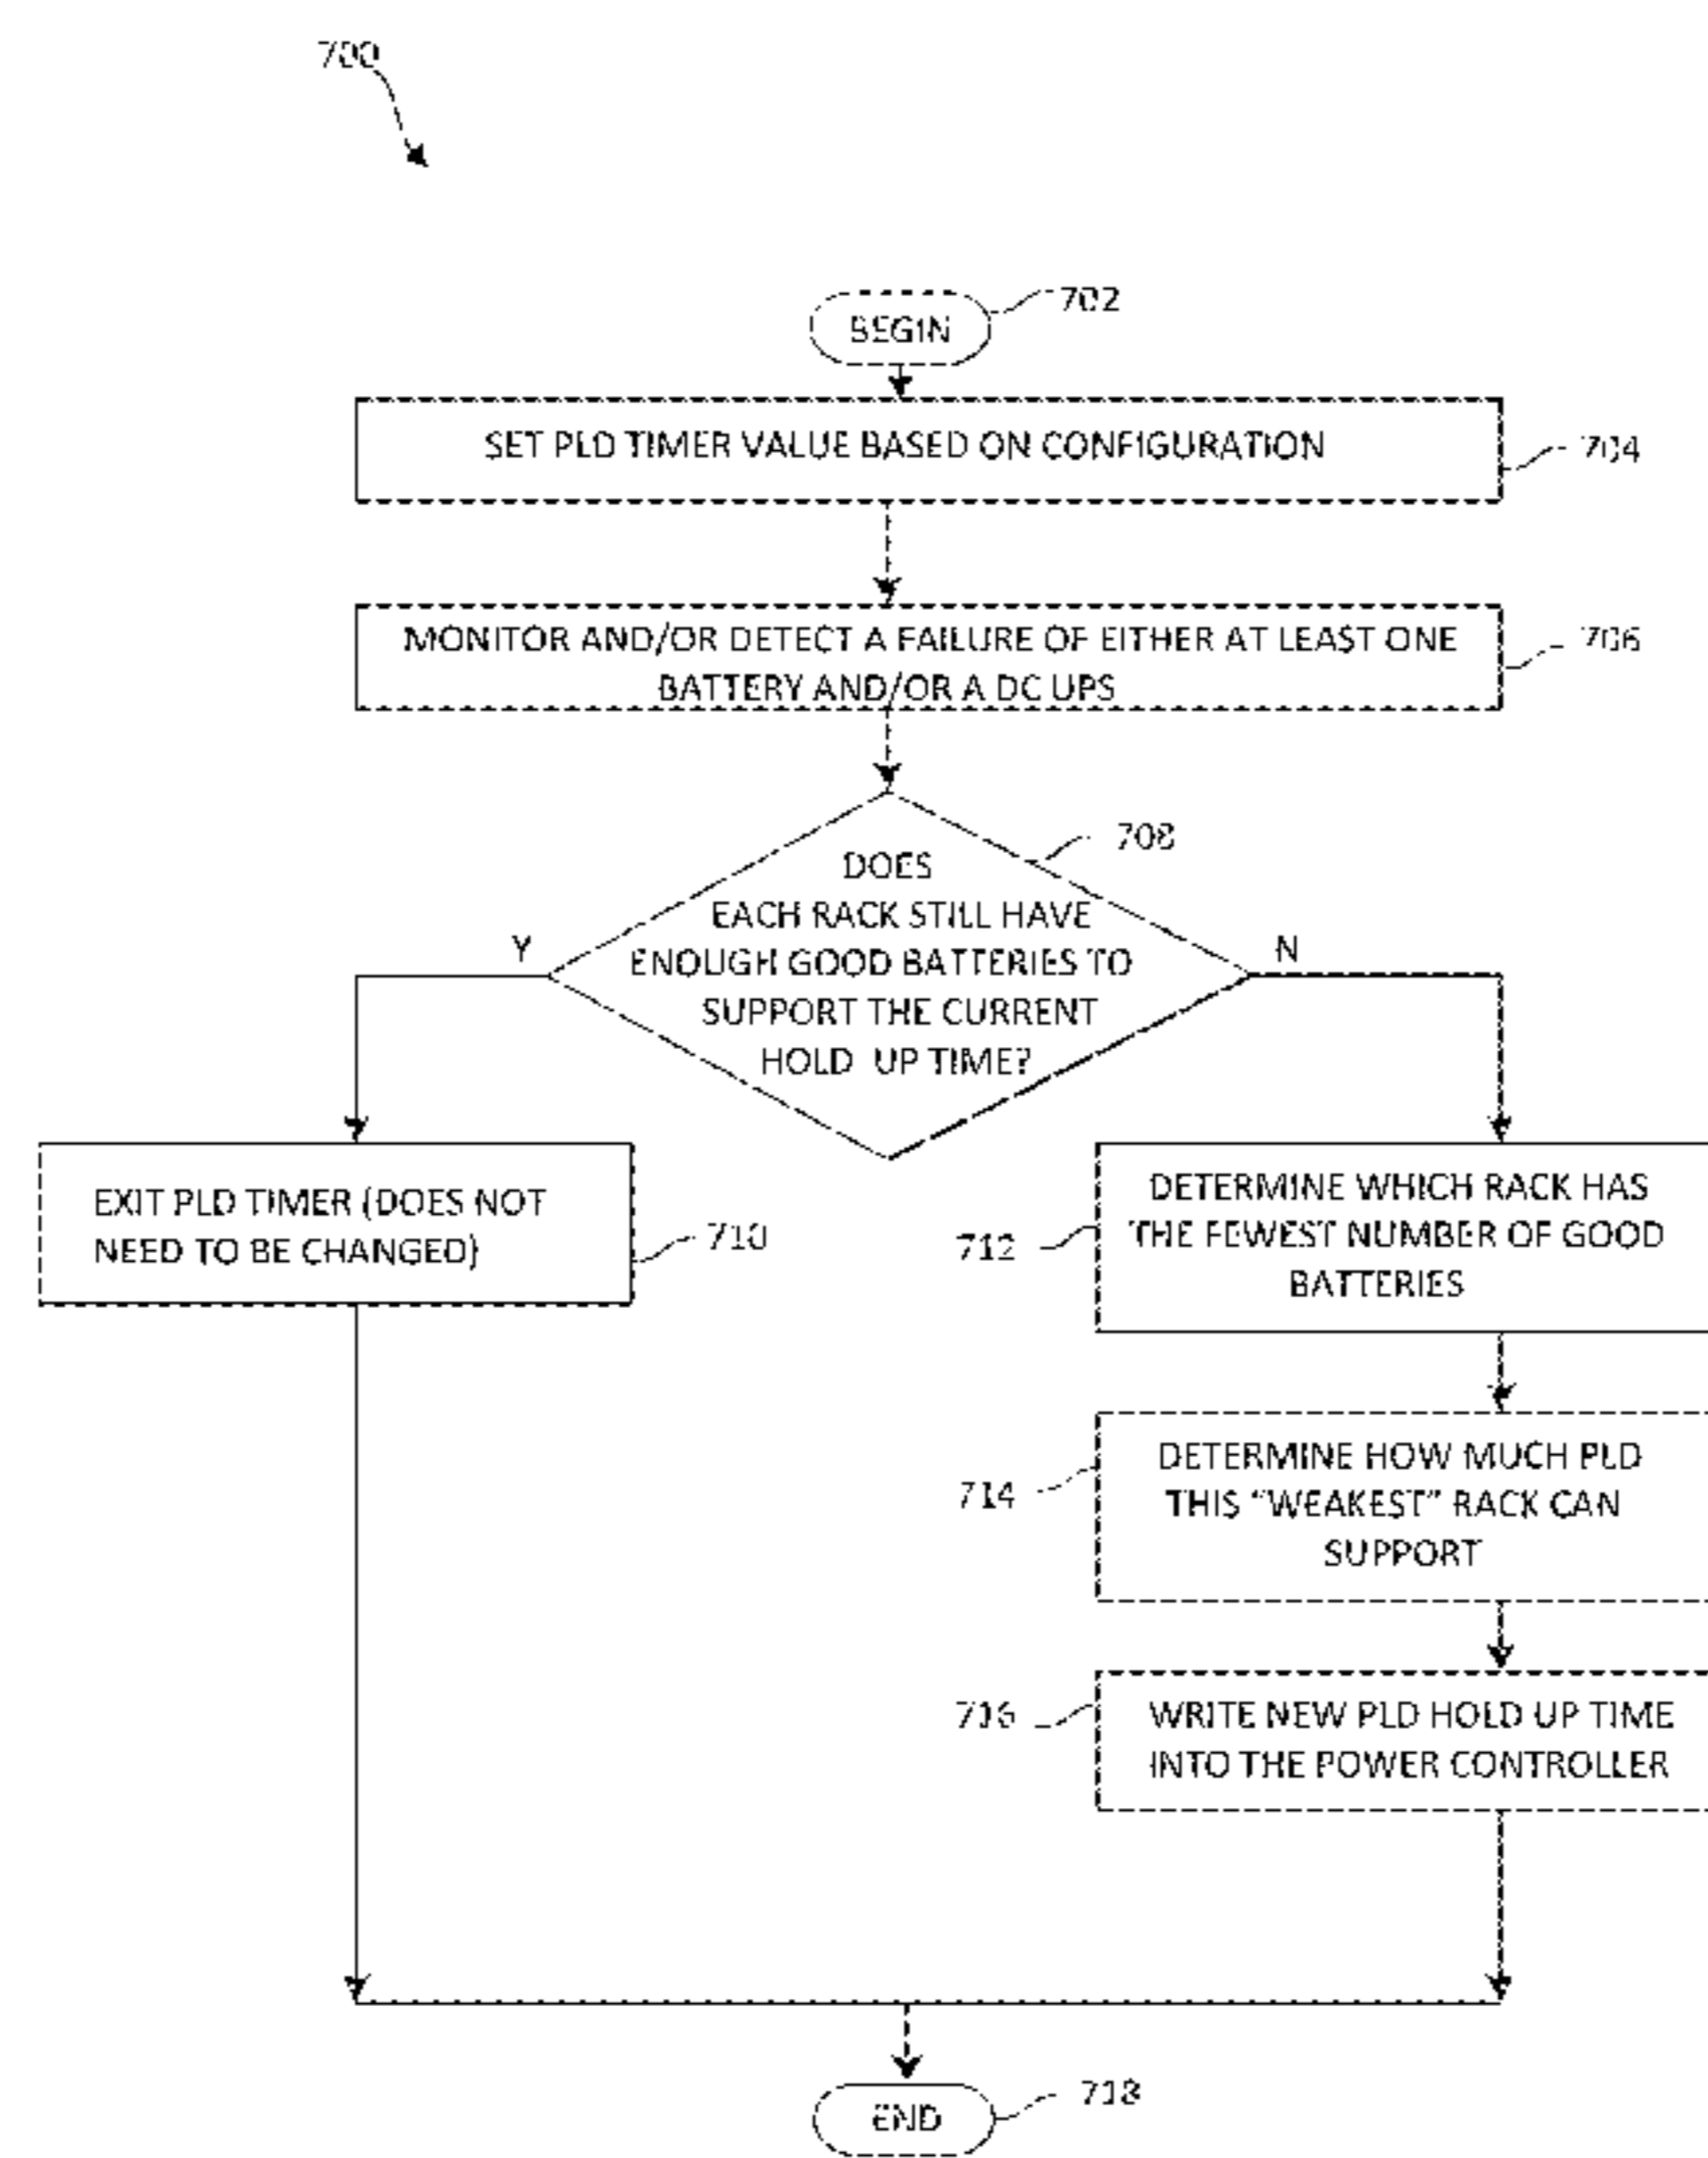 700
702
BEGIN
SET PLD TIMER VALUE BASED ON CONFIGURATION
704
MONITOR AND/OR DETECT A FAILURE OF EITHER AT LEAST ONE
BATTERY AND/OR A DC UPS
706
708
DOES
EACH RACK STILL HAVE
ENOUGH GOOD BATTERIES TO
SUPPORT THE CURRENT
HOLD UP TIME?
Y
N
EXIT PLD TIMER (DOES NOT
NEED TO BE CHANGED)
710
712
DETERMINE WHICH RACK HAS
THE FEWEST NUMBER OF GOOD
BATTERIES
714
DETERMINE HOW MUCH PLD
THIS “WEAKEST” RACK CAN
SUPPORT
716
WRITE NEW PLD HOLD UP TIME
INTO THE POWER CONTROLLER
END
718